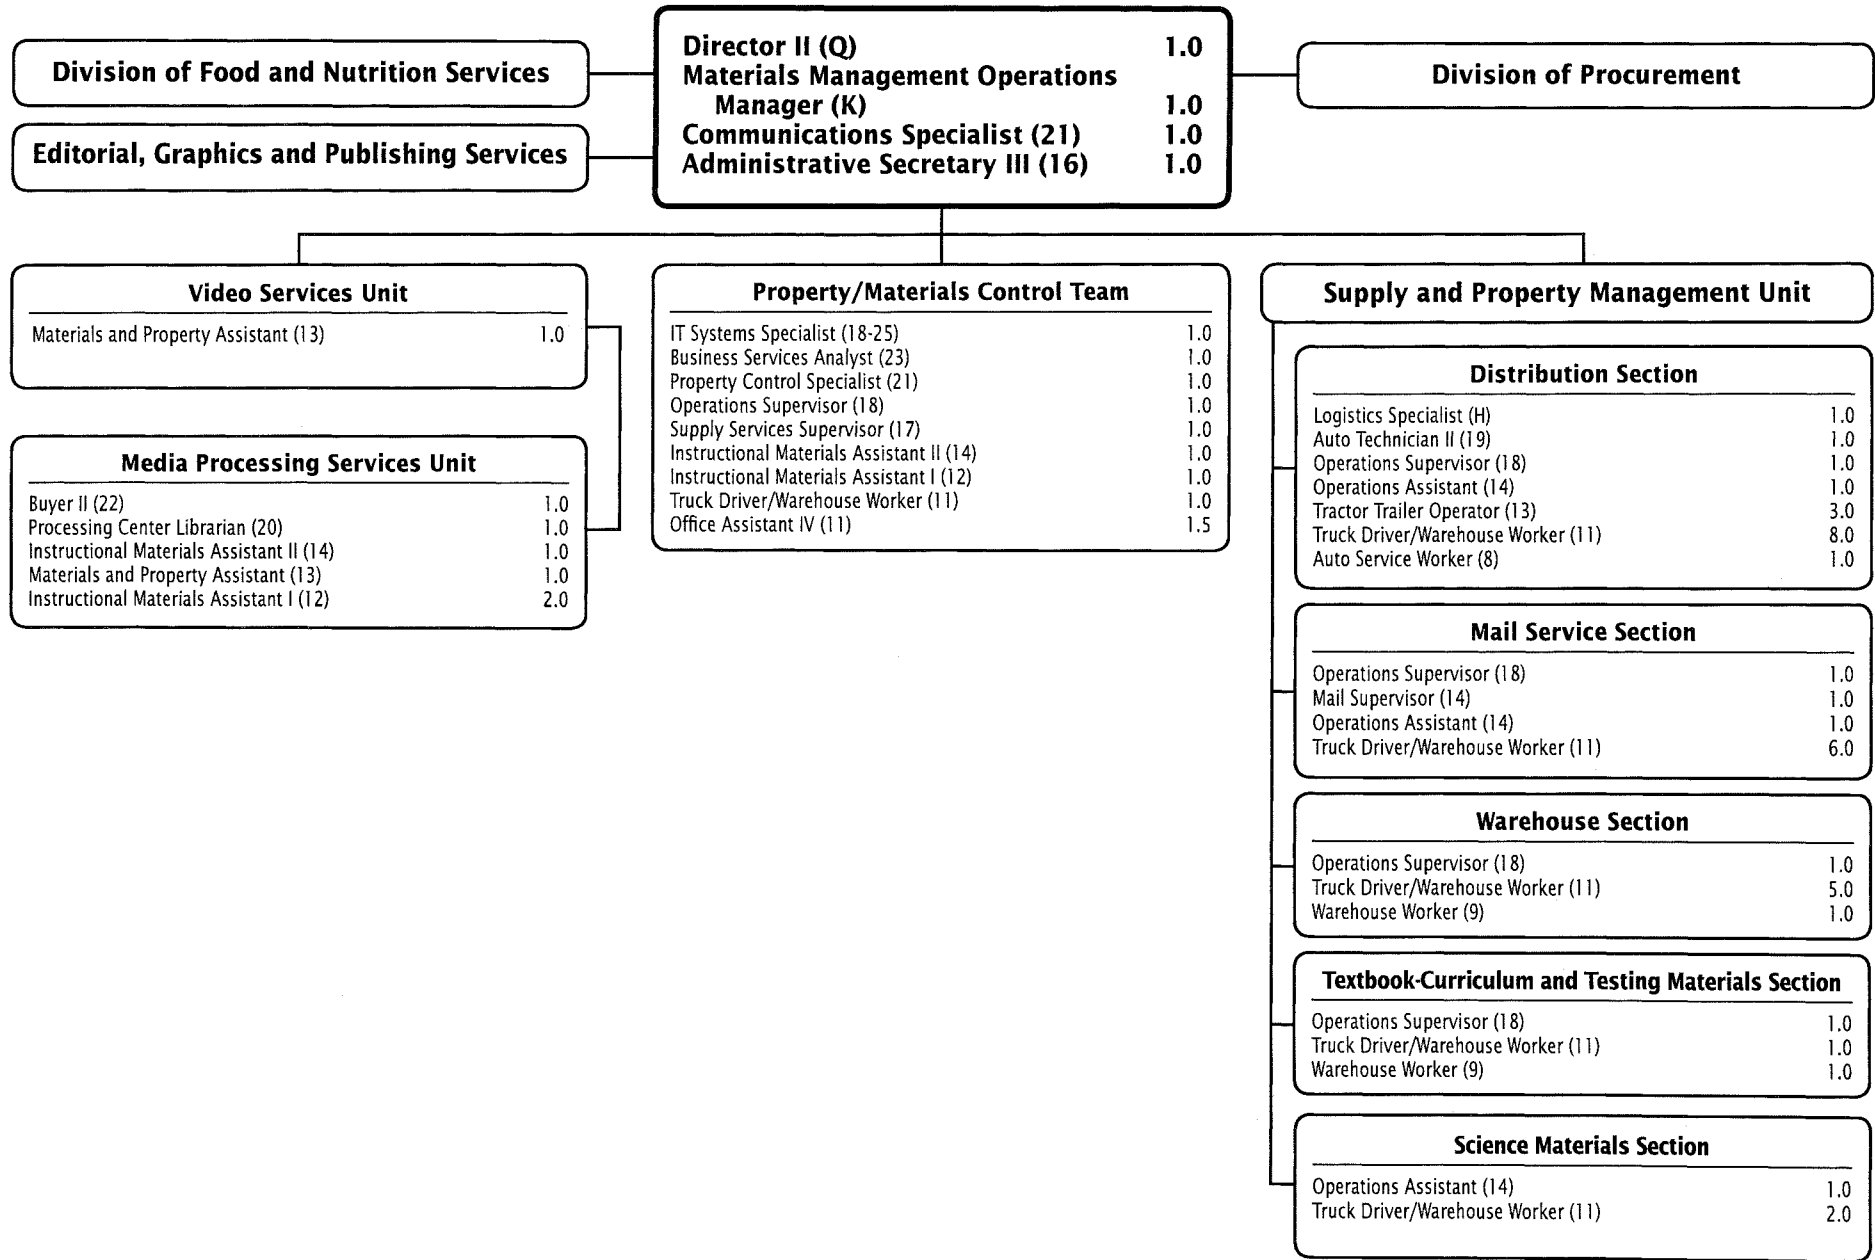 Division of Food and Nutrition Services
Editorial, Graphics and Publishing Services
Director II (Q) 1.0
Materials Management Operations
Manager (K) 1.0
Communications Specialist (21) 1.0
Administrative Secretary III (16) 1.0
Division of Procurement
Video Services Unit
Materials and Property Assistant (13) 1.0
Media Processing Services Unit
Buyer II (22) 1.0
Processing Center Librarian (20) 1.0
Instructional Materials Assistant II (14) 1.0
Materials and Property Assistant (13) 1.0
Instructional Materials Assistant I (12) 2.0
Property/Materials Control Team
IT Systems Specialist (18-25) 1.0
Business Services Analyst (23) 1.0
Property Control Specialist (21) 1.0
Operations Supervisor (18) 1.0
Supply Services Supervisor (17) 1.0
Instructional Materials Assistant II (14) 1.0
Instructional Materials Assistant I (12) 1.0
Truck Driver/Warehouse Worker (11) 1.0
Office Assistant IV (11) 1.5
Supply and Property Management Unit
Distribution Section
Logistics Specialist (H) 1.0
Auto Technician II (19) 1.0
Operations Supervisor (18) 1.0
Operations Assistant (14) 1.0
Tractor Trailer Operator (13) 3.0
Truck Driver/Warehouse Worker (11) 8.0
Auto Service Worker (8) 1.0
Mail Service Section
Operations Supervisor (18) 1.0
Mail Supervisor (14) 1.0
Operations Assistant (14) 1.0
Truck Driver/Warehouse Worker (11) 6.0
Warehouse Section
Operations Supervisor (18) 1.0
Truck Driver/Warehouse Worker (11) 5.0
Warehouse Worker (9) 1.0
Textbook-Curriculum and Testing Materials Section
Operations Supervisor (18) 1.0
Truck Driver/Warehouse Worker (11) 1.0
Warehouse Worker (9) 1.0
Science Materials Section
Operations Assistant (14) 1.0
Truck Driver/Warehouse Worker (11) 2.0